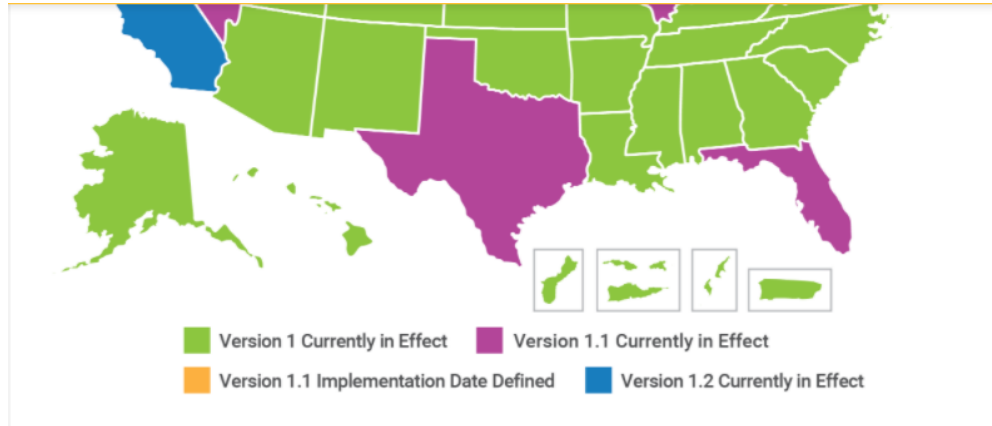 Version 1 Currently in Effect Version 1.1 Currently in Effect
Version 1.1 Implementation Date Defined Version 1.2 Currently in Effect